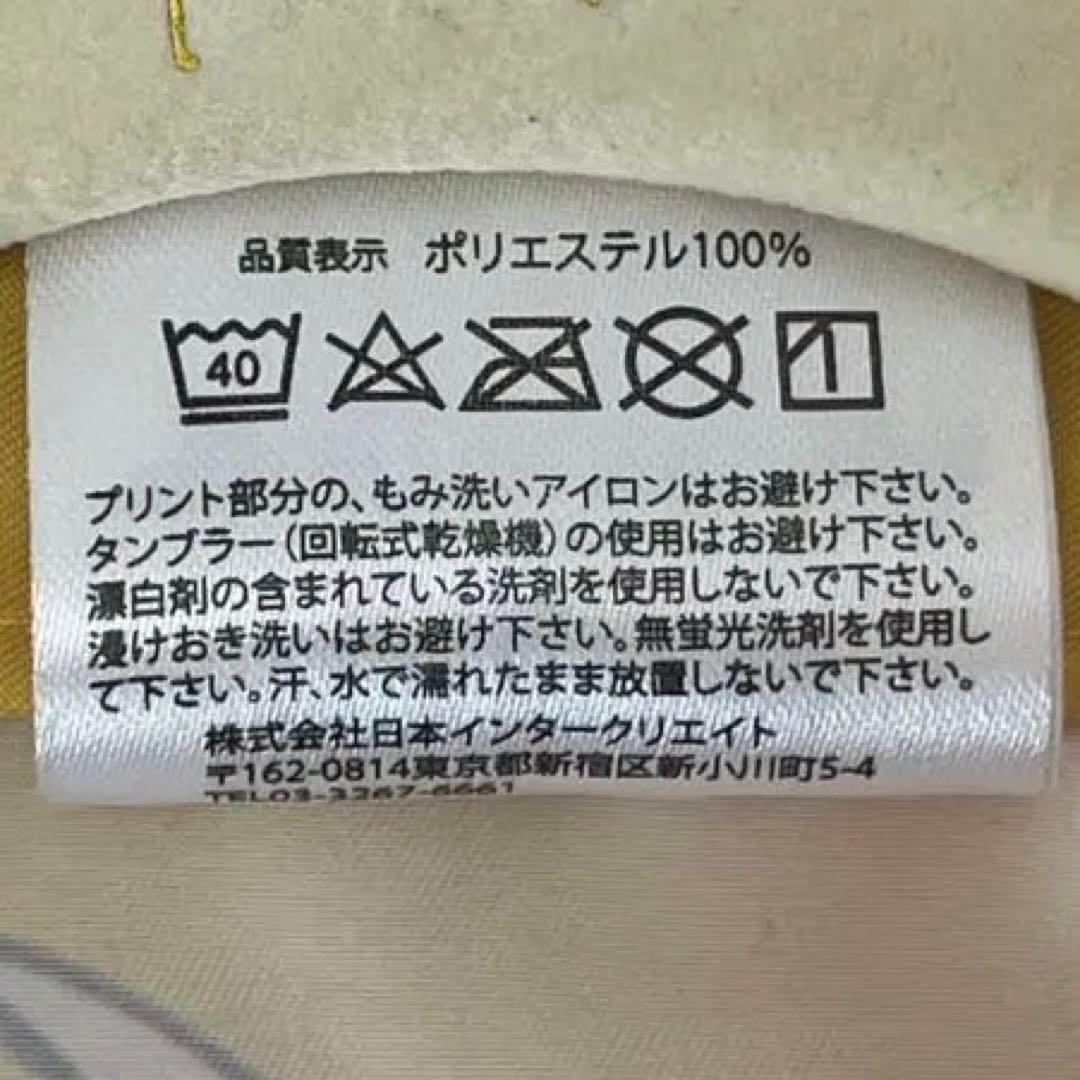 品質表示 ポリエステル100%
40
プリント部分の、もみ洗いアイロンはお避け下さい。
タンブラー(回転式乾燥機)の使用はお避け下さい。
漂白剤の含まれている洗剤を使用しないで下さい。
浸けおき洗いはお避け下さい。無蛍光洗剤を使用し
て下さい。汗、水で濡れたまま放置しないで下さい。
株式会社日本インタークリエイト
〒162-0814東京都新宿区新小川町5-4
TEL03-3267-6661